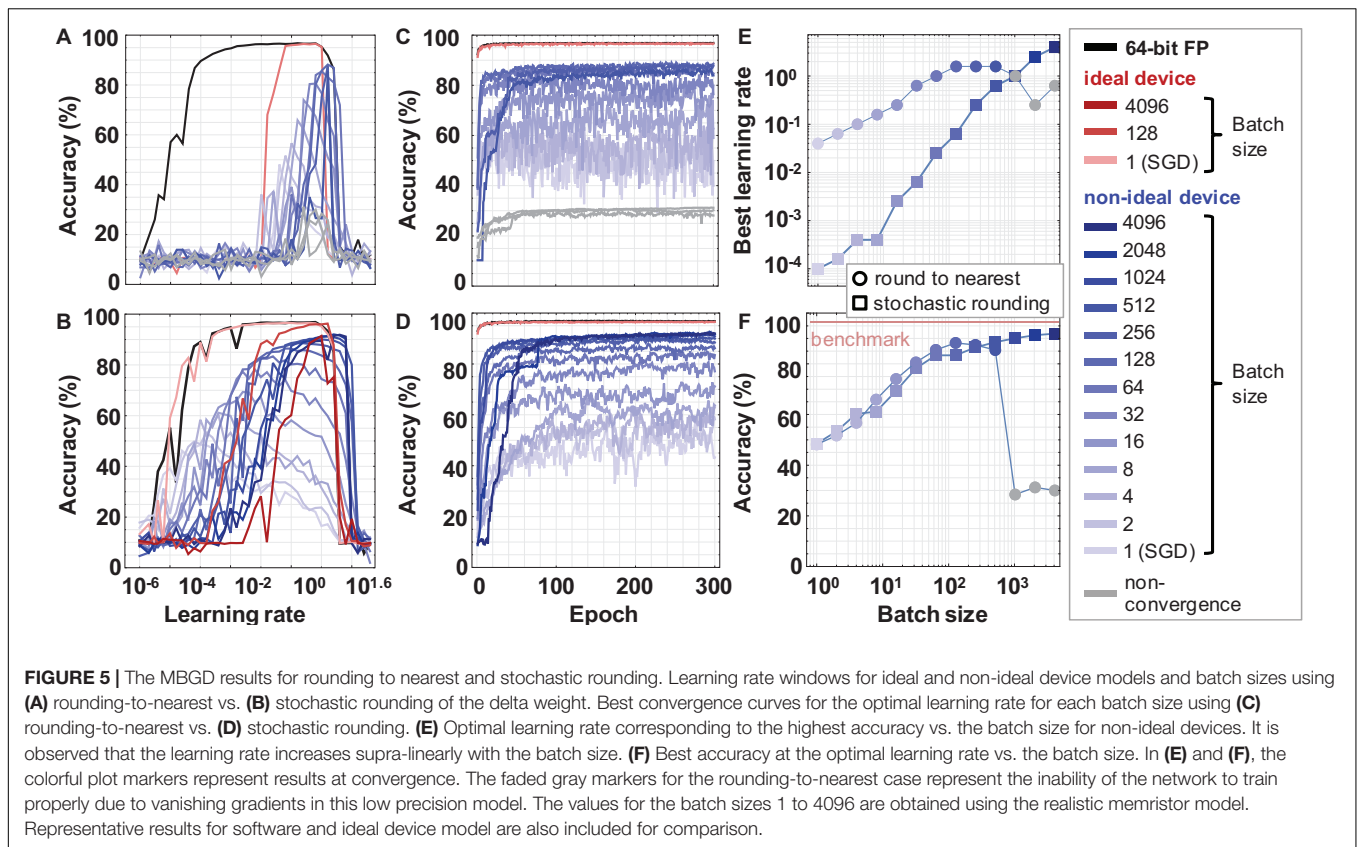 A
100
80
60
40
20
0
Accuracy (%)
B
100
80
60
40
20
0
Accuracy (%)
10-6
10-4
10-2
100
101.6
Learning rate
C
100
80
60
40
20
0
Accuracy (%)
D
100
80
60
40
20
0
Accuracy (%)
0
100
200
300
Epoch
E
100
10-1
10-2
10-3
10-4
Best learning rate
round to nearest
stochastic rounding
F
100
80
60
40
20
0
Accuracy (%)
benchmark
100
101
102
103
Batch size
64-bit FP
ideal device
4096
128
1 (SGD)
Batch size
non-ideal device
4096
2048
1024
512
256
128
64
32
16
8
4
2
1 (SGD)
Batch size
non-convergence
FIGURE 5 | The MBGD results for rounding to nearest and stochastic rounding. Learning rate windows for ideal and non-ideal device models and batch sizes using
(A) rounding-to-nearest vs. (B) stochastic rounding of the delta weight. Best convergence curves for the optimal learning rate for each batch size using (C)
rounding-to-nearest vs. (D) stochastic rounding. (E) Optimal learning rate corresponding to the highest accuracy vs. the batch size for non-ideal devices. It is
observed that the learning rate increases supra-linearly with the batch size. (F) Best accuracy at the optimal learning rate vs. the batch size. In (E) and (F), the
colorful plot markers represent results at convergence. The faded gray markers for the rounding-to-nearest case represent the inability of the network to train
properly due to vanishing gradients in this low precision model. The values for the batch sizes 1 to 4096 are obtained using the realistic memristor model.
Representative results for software and ideal device model are also included for comparison.